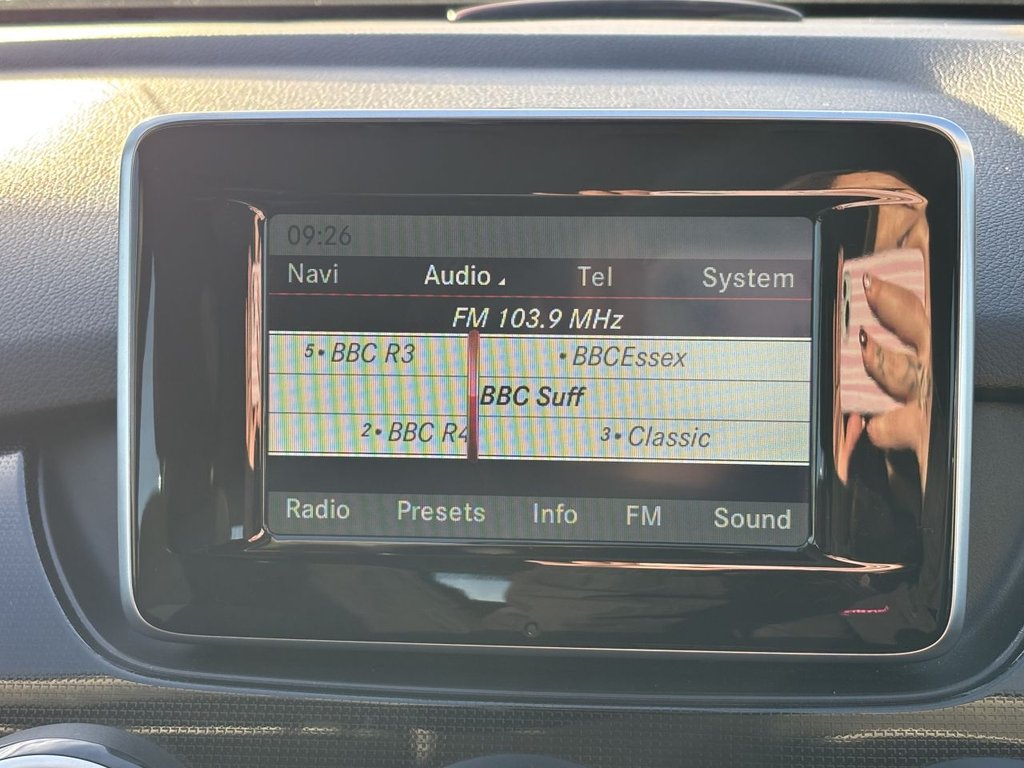 09:26
Navi Audio Tel System
FM 103.9 MHz
5• BBC R3 • BBCEssex
BBC Suff
2• BBC R4 3• Classic
Radio Presets Info FM Sound